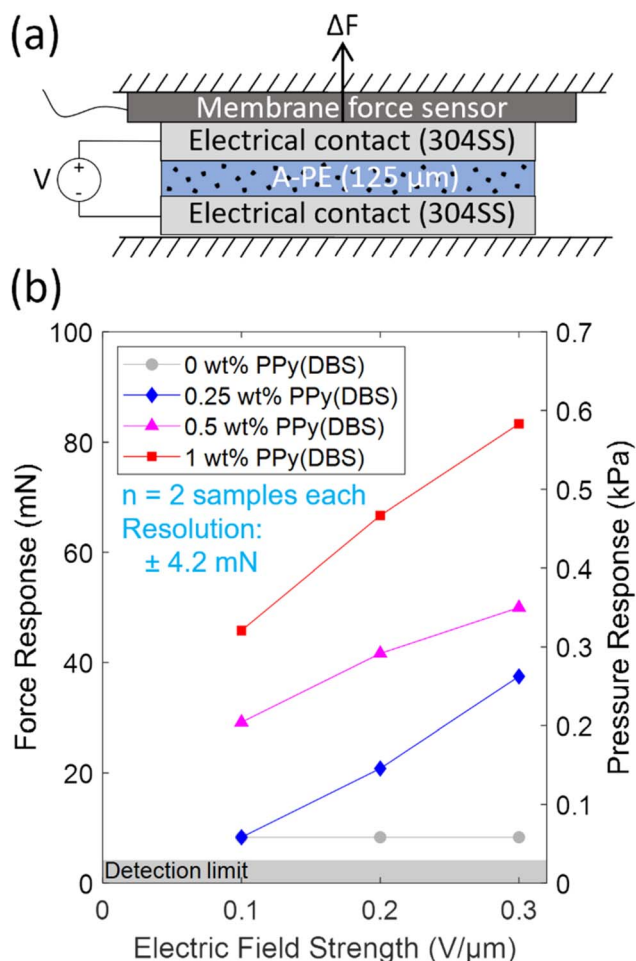 (a)
ΔF
Membrane force sensor
Electrical contact (304SS)
V
+
-
A-PE (125 μm)
Electrical contact (304SS)
(b)
100
80
60
40
20
0
Force Response (mN)
0.7
0.6
0.5
0.4
0.3
0.2
0.1
0
Pressure Response (kPa)
0 wt% PPy(DBS)
0.25 wt% PPy(DBS)
0.5 wt% PPy(DBS)
1 wt% PPy(DBS)
n = 2 samples each
Resolution:
± 4.2 mN
Detection limit
0
0.1
0.2
0.3
Electric Field Strength (V/μm)